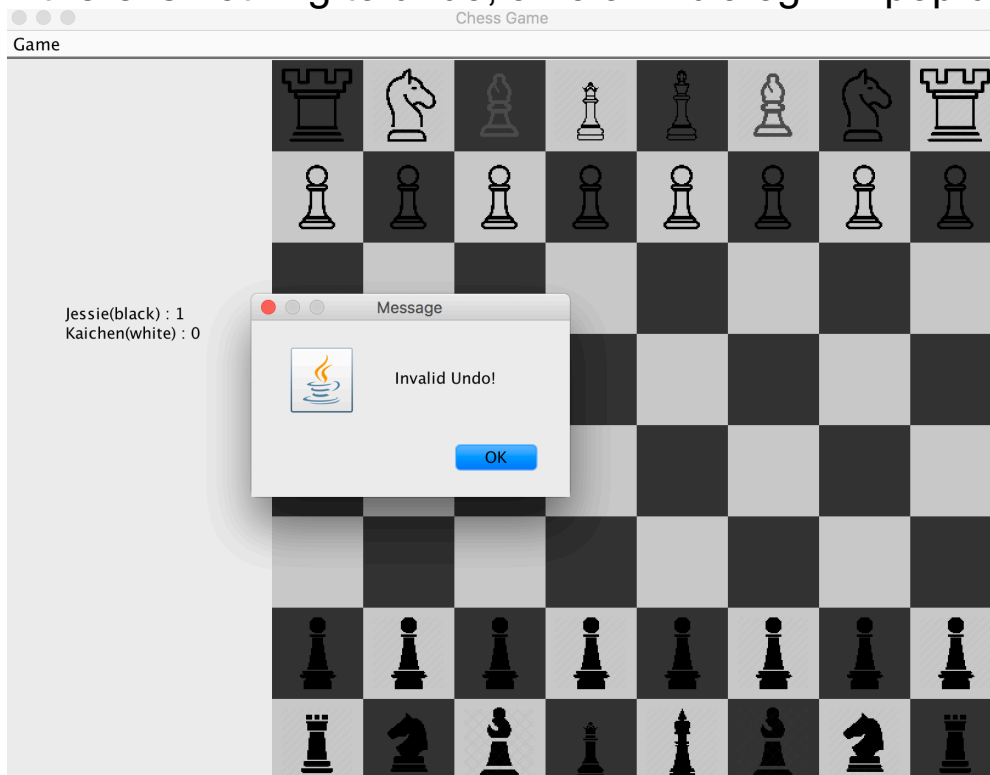 Chess Game
Game
Jessie(black) : 1
Kaichen(white) : 0
Message
Invalid Undo!
OK